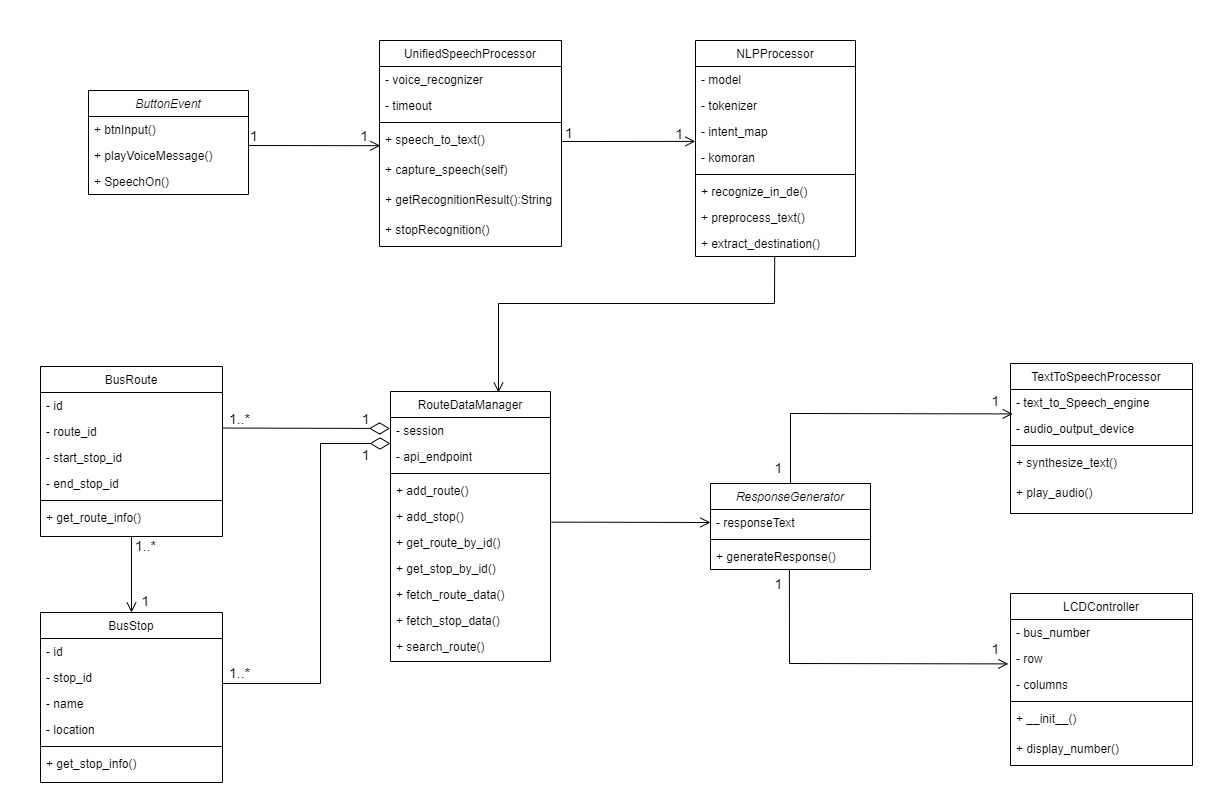 ButtonEvent
+ btnInput()
+ playVoiceMessage()
+ SpeechOn()
1
1
UnifiedSpeechProcessor
- voice_recognizer
- timeout
+ speech_to_text()
+ capture_speech(self)
+ getRecognitionResult():String
+ stopRecognition()
1
1
NLPProcessor
- model
- tokenizer
- intent_map
- komoran
+ recognize_in_de()
+ preprocess_text()
+ extract_destination()
BusRoute
- id
- route_id
- start_stop_id
- end_stop_id
+ get_route_info()
1..*
1
1..*
1
BusStop
- id
- stop_id
- name
- location
+ get_stop_info()
1..*
1
RouteDataManager
- session
- api_endpoint
+ add_route()
+ add_stop()
+ get_route_by_id()
+ get_stop_by_id()
+ fetch_route_data()
+ fetch_stop_data()
+ search_route()
ResponseGenerator
- responseText
+ generateResponse()
1
1
TextToSpeechProcessor
- text_to_Speech_engine
- audio_output_device
+ synthesize_text()
+ play_audio()
1
1
LCDController
- bus_number
- row
- columns
+ __init__()
+ display_number()